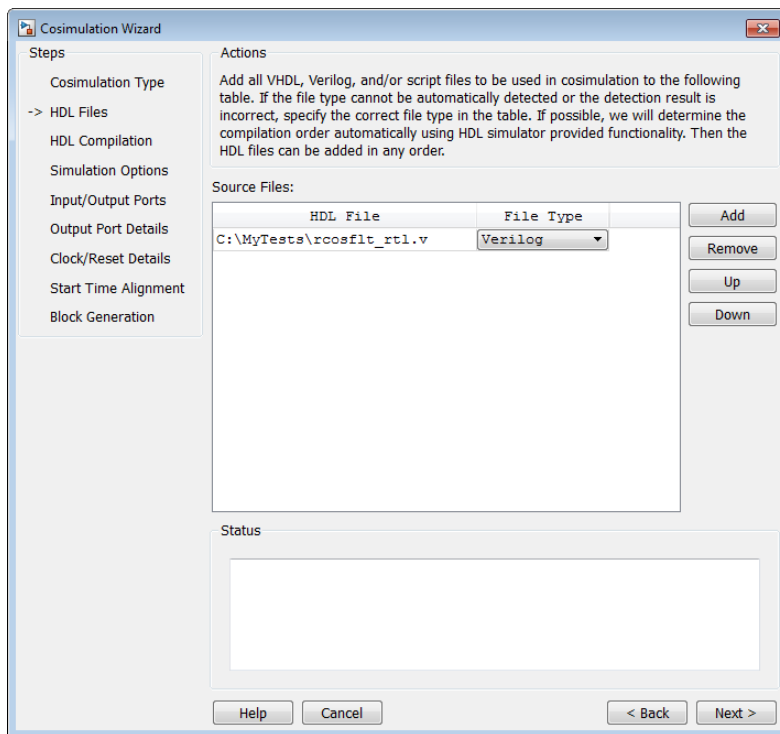 Cosimulation Wizard
Steps
Cosimulation Type
-> HDL Files
HDL Compilation
Simulation Options
Input/Output Ports
Output Port Details
Clock/Reset Details
Start Time Alignment
Block Generation
Actions
Add all VHDL, Verilog, and/or script files to be used in cosimulation to the following
table. If the file type cannot be automatically detected or the detection result is
incorrect, specify the correct file type in the table. If possible, we will determine the
compilation order automatically using HDL simulator provided functionality. Then the
HDL files can be added in any order.
Source Files:
HDL File File Type
C:\MyTests\rcosflt_rtl.v Verilog
Add
Remove
Up
Down
Status
Help Cancel < Back Next >